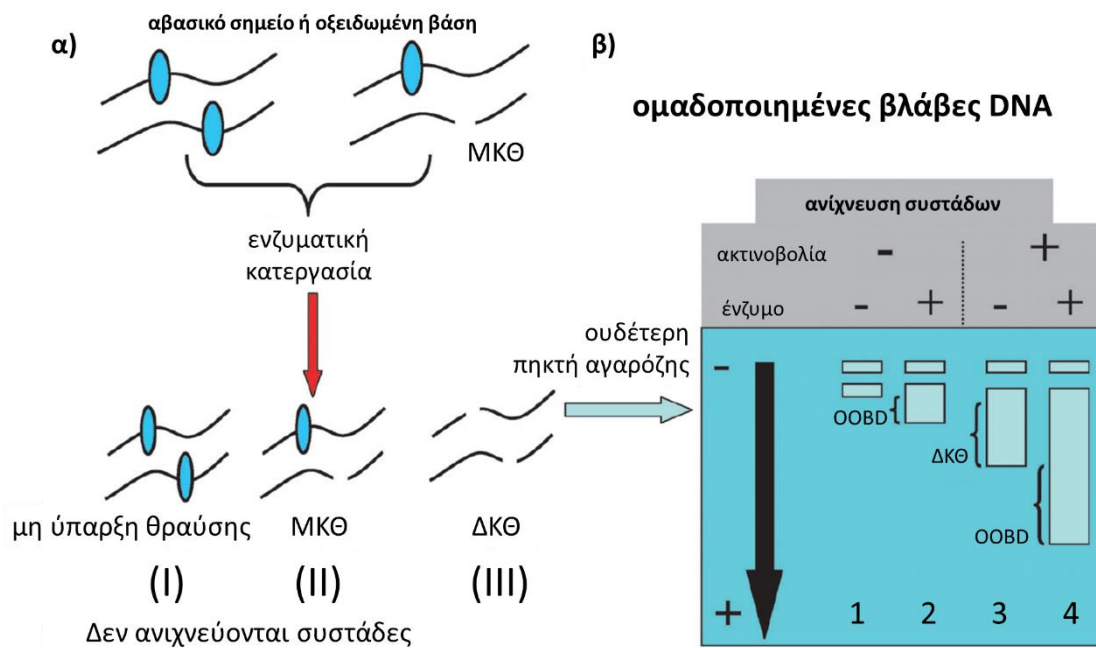 α)
αβασικό σημείο ή οξειδωμένη βάση
ΜΚΘ
ενζυματική
κατεργασία
μη ύπαρξη θραύσης
ΜΚΘ
ΔΚΘ
(I)
(II)
(III)
Δεν ανιχνεύονται συστάδες
ουδέτερη
πηκτή αγαρόζης
β)
ομαδοποιημένες βλάβες DNA
ανίχνευση συστάδων
ακτινοβολία - +
ένζυμο - + - +
-
OOBD
ΔΚΘ
OOBD
+ 1 2 3 4